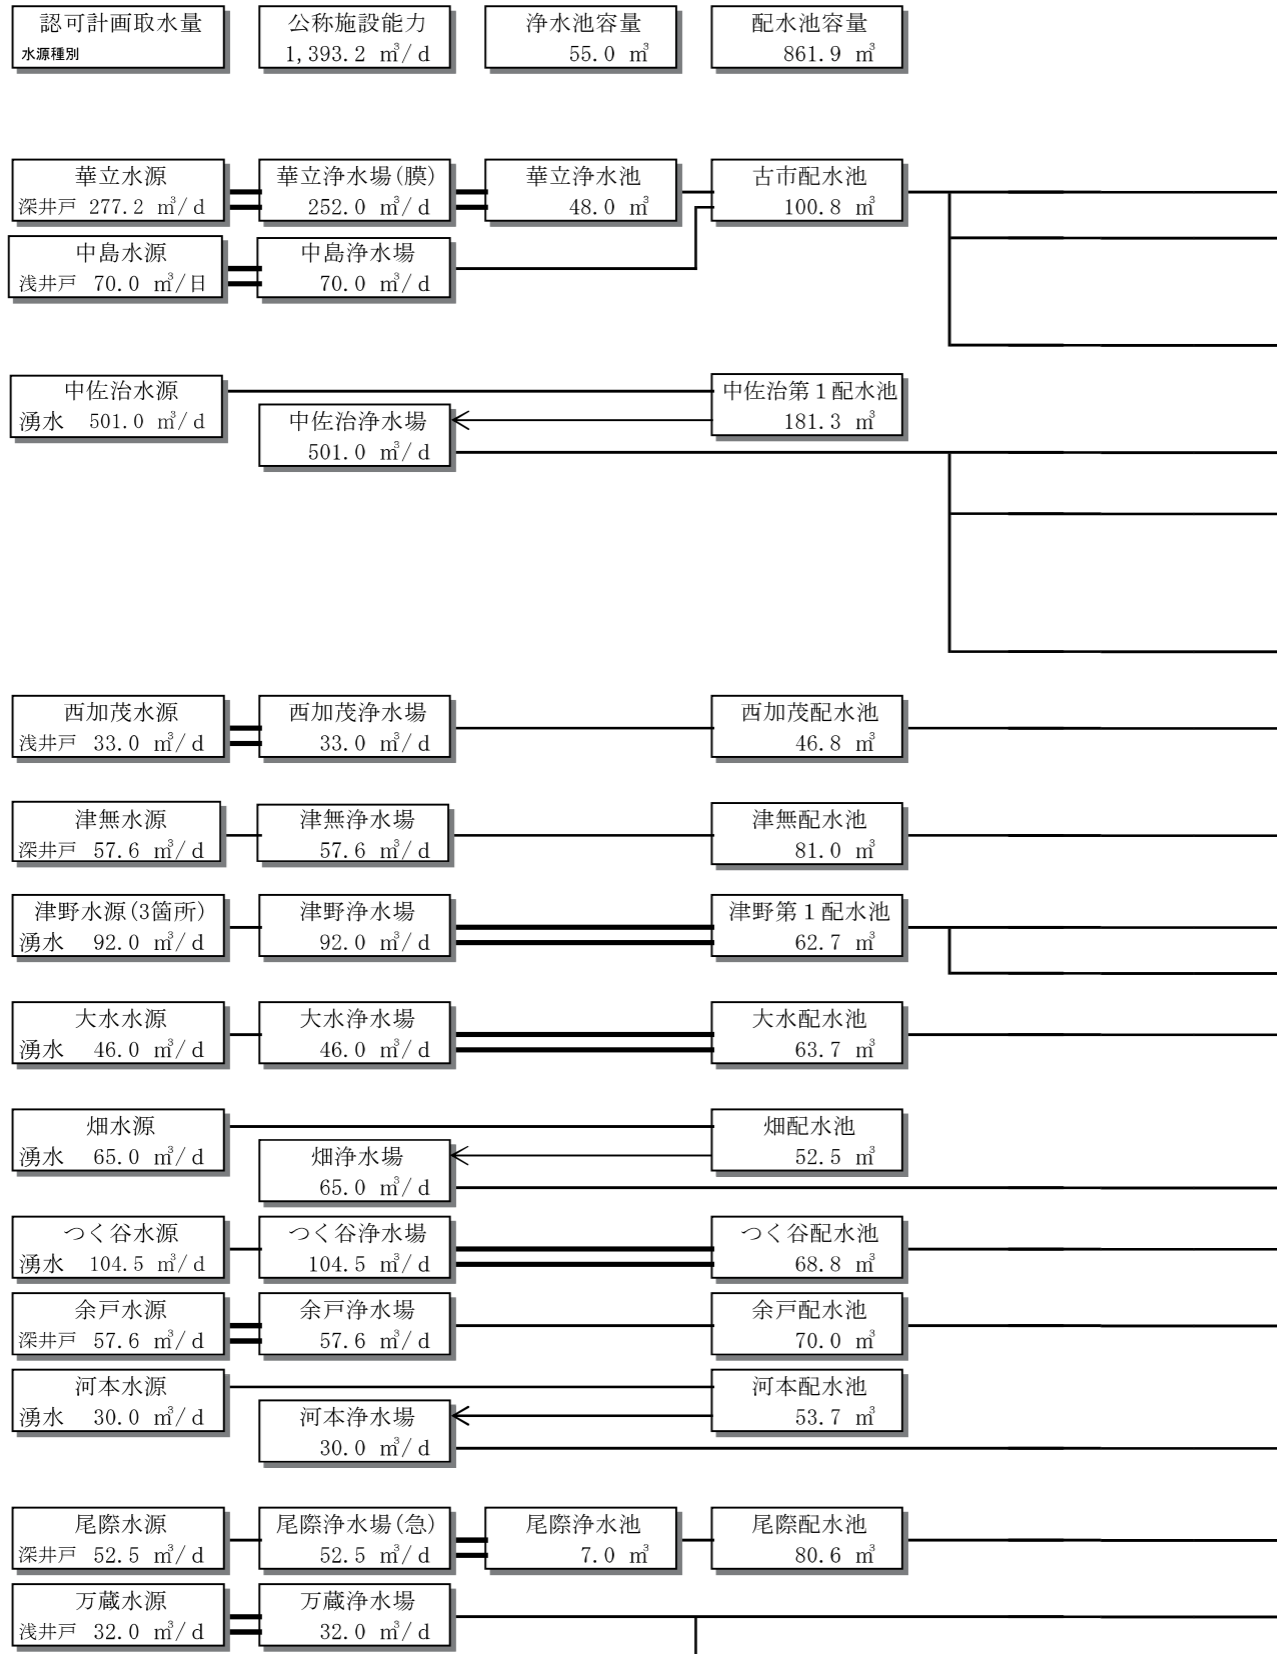 認可計画取水量
水源種別
公称施設能力
1,393.2 ㎥/d
浄水池容量
55.0 ㎥
配水池容量
861.9 ㎥
華立水源
深井戸 277.2 ㎥/d
華立浄水場(膜)
252.0 ㎥/d
華立浄水池
48.0 ㎥
古市配水池
100.8 ㎥
中島水源
浅井戸 70.0 ㎥/日
中島浄水場
70.0 ㎥/d
中佐治水源
湧水 501.0 ㎥/d
中佐治浄水場
501.0 ㎥/d
中佐治第1配水池
181.3 ㎥
西加茂水源
浅井戸 33.0 ㎥/d
西加茂浄水場
33.0 ㎥/d
西加茂配水池
46.8 ㎥
津無水源
深井戸 57.6 ㎥/d
津無浄水場
57.6 ㎥/d
津無配水池
81.0 ㎥
津野水源(3箇所)
湧水 92.0 ㎥/d
津野浄水場
92.0 ㎥/d
津野第1配水池
62.7 ㎥
大水水源
湧水 46.0 ㎥/d
大水浄水場
46.0 ㎥/d
大水配水池
63.7 ㎥
畑水源
湧水 65.0 ㎥/d
畑浄水場
65.0 ㎥/d
畑配水池
52.5 ㎥
つく谷水源
湧水 104.5 ㎥/d
つく谷浄水場
104.5 ㎥/d
つく谷配水池
68.8 ㎥
余戸水源
深井戸 57.6 ㎥/d
余戸浄水場
57.6 ㎥/d
余戸配水池
70.0 ㎥
河本水源
湧水 30.0 ㎥/d
河本浄水場
30.0 ㎥/d
河本配水池
53.7 ㎥
尾際水源
深井戸 52.5 ㎥/d
尾際浄水場(急)
52.5 ㎥/d
尾際浄水池
7.0 ㎥
尾際配水池
80.6 ㎥
万蔵水源
浅井戸 32.0 ㎥/d
万蔵浄水場
32.0 ㎥/d